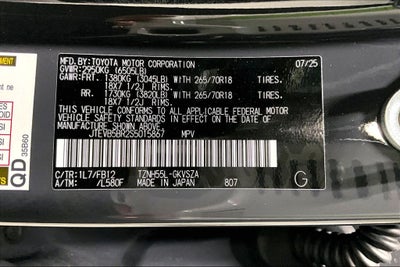 MFD.BY:TOYOTA MOTOR CORPORATION 07/25
GVWR:2950KG (6505LB)
GAWR:FRT. 1380KG (3045LB) WITH 265/70R18 TIRES.
18X7 1/2J RIMS.
RR. 1730KG (3820LB) WITH 265/70R18 TIRES.
18X7 1/2J RIMS.
THIS VEHICLE CONFORMS TO ALL APPLICABLE FEDERAL MOTOR
VEHICLE SAFETY STANDARDS IN EFFECT ON THE DATE OF
MANUFACTURE SHOWN ABOVE.
JTEVB5BR2S5015867 MPV
C/TR:1L7/FB12 TZNH55L-GKVSZA
A/TM: /L580F MADE IN JAPAN 807
G
QD
35B60